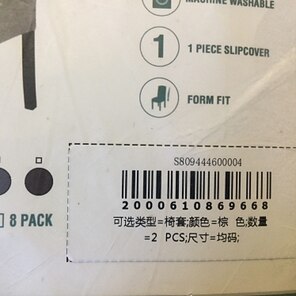 MACHINE WASHABLE
1
1 PIECE SLIPCOVER
FORM FIT
8 PACK
S809444600004
2000610869668
可选类型=椅套;颜色=棕 色;数量
=2 PCS;尺寸=均码;